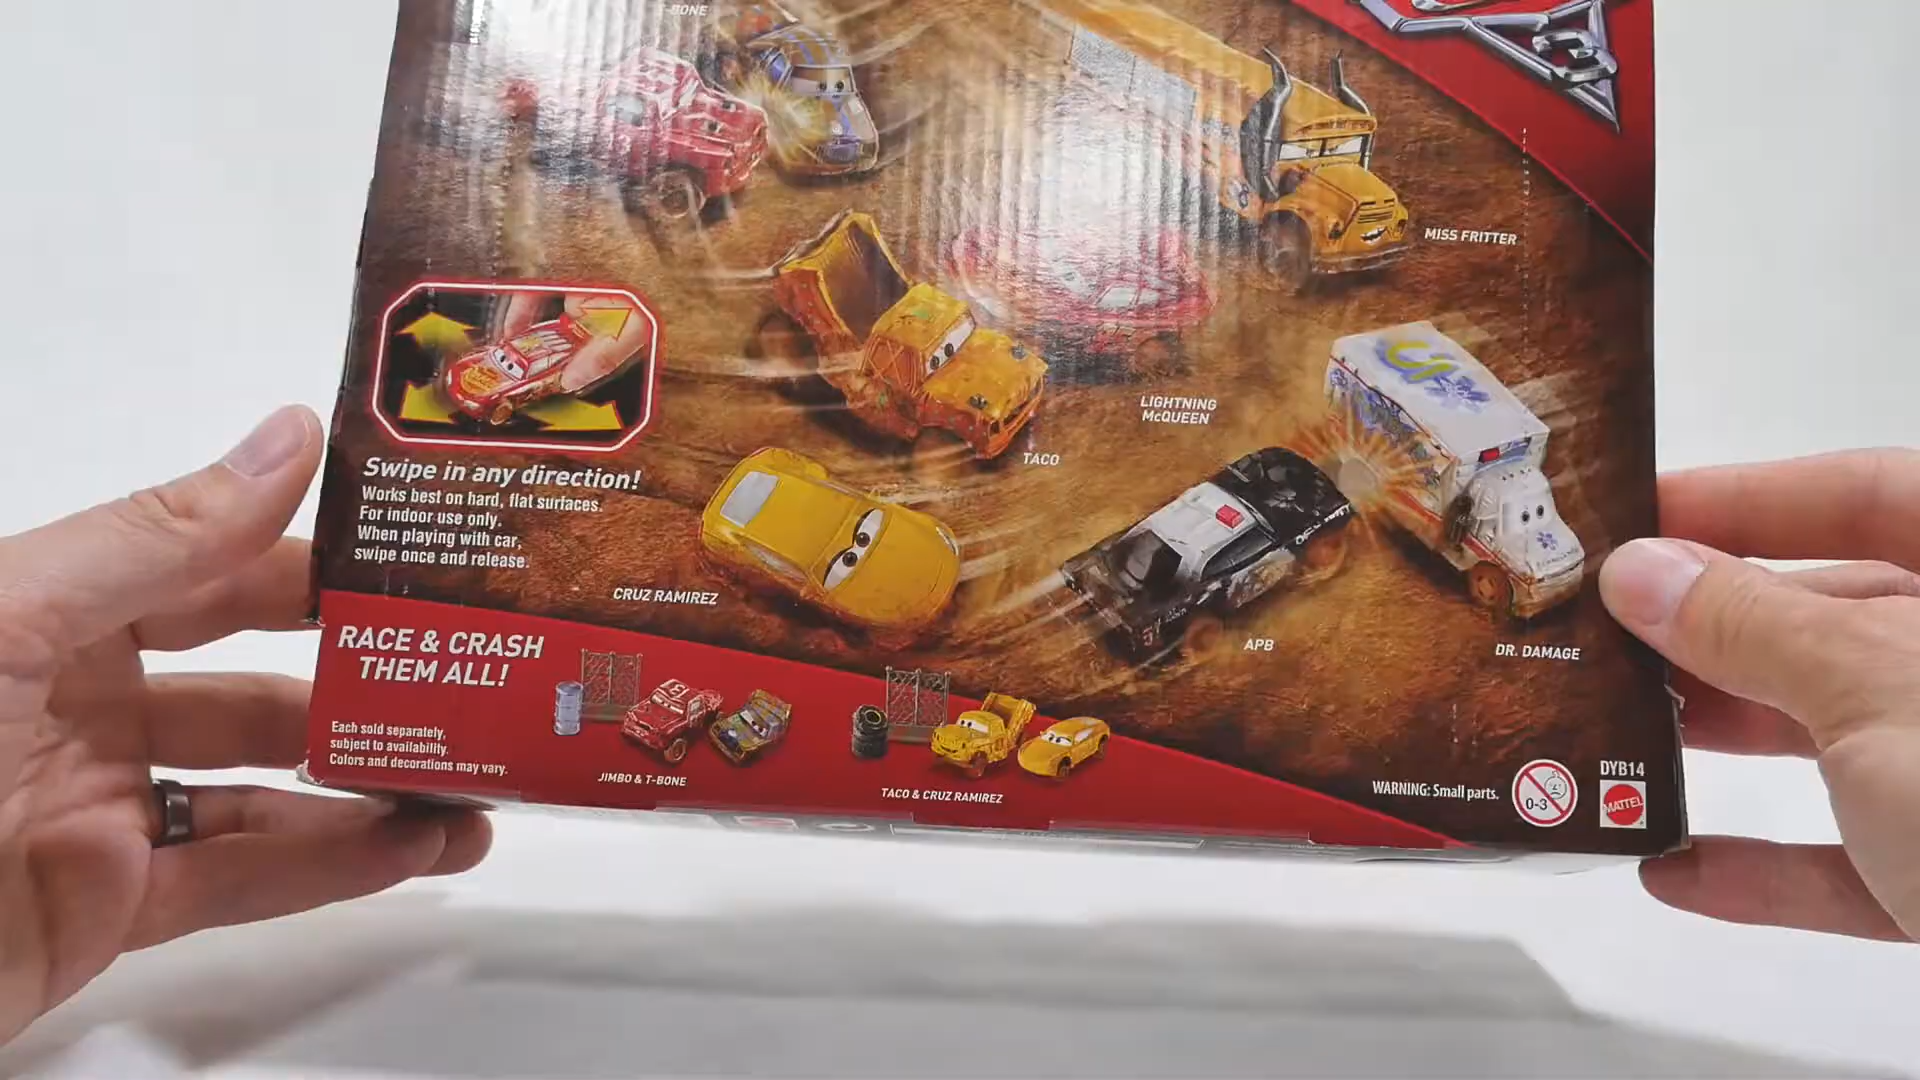 T-BONE
3
MISS FRITTER
LIGHTNING
McQUEEN
TACO
Swipe in any direction!
Works best on hard, flat surfaces.
For indoor use only.
When playing with car,
swipe once and release.
CRUZ RAMIREZ
APB
DR. DAMAGE
RACE & CRASH
THEM ALL!
Each sold separately,
subject to availability.
Colors and decorations may vary.
JIMBO & T-BONE
TACO & CRUZ RAMIREZ
WARNING: Small parts.
0-3
DYB14
MATTEL